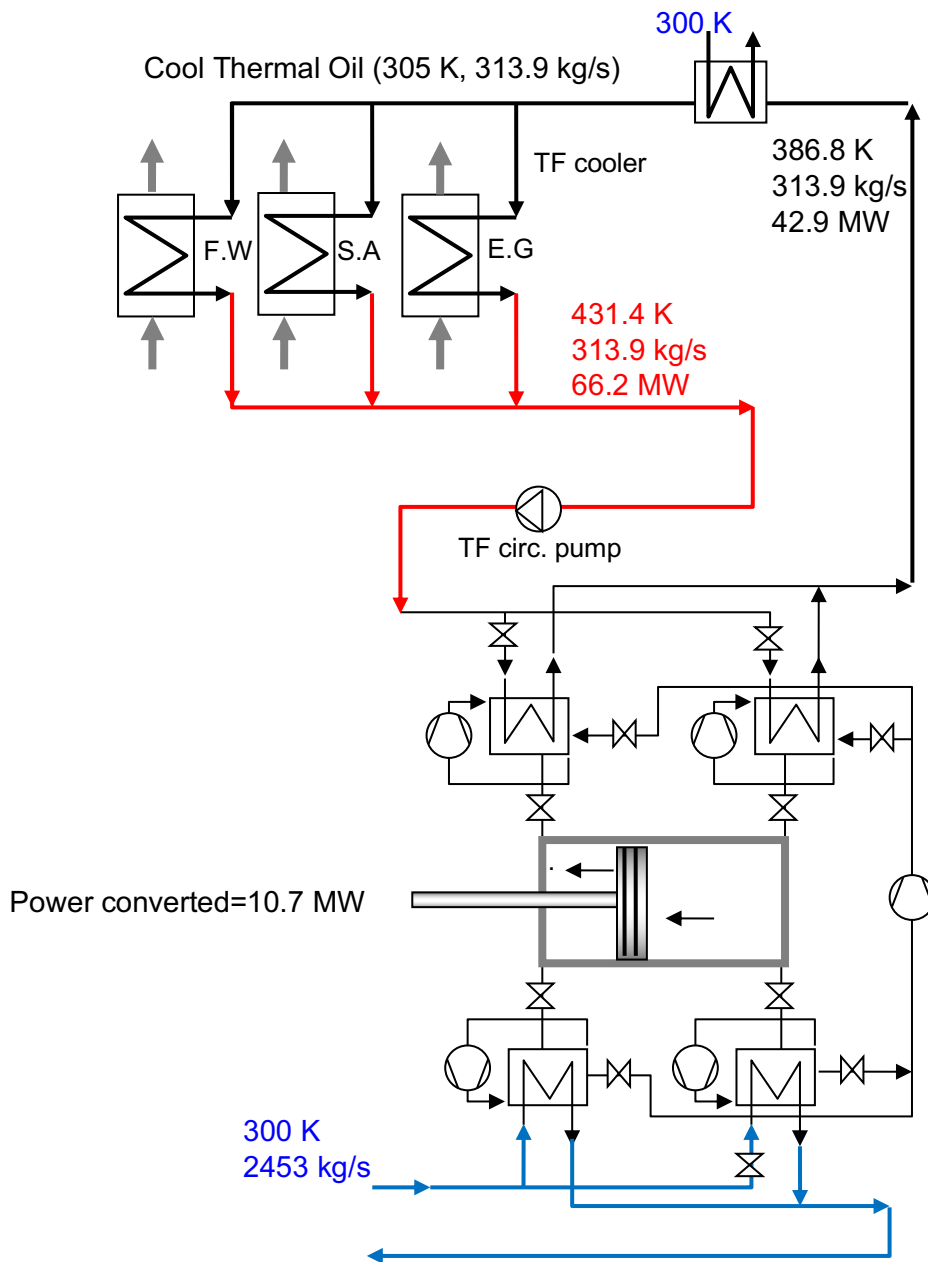 300 K
Cool Thermal Oil (305 K, 313.9 kg/s)
TF cooler
386.8 K
313.9 kg/s
42.9 MW
F.W
S.A
E.G
431.4 K
313.9 kg/s
66.2 MW
TF circ. pump
Power converted=10.7 MW
300 K
2453 kg/s